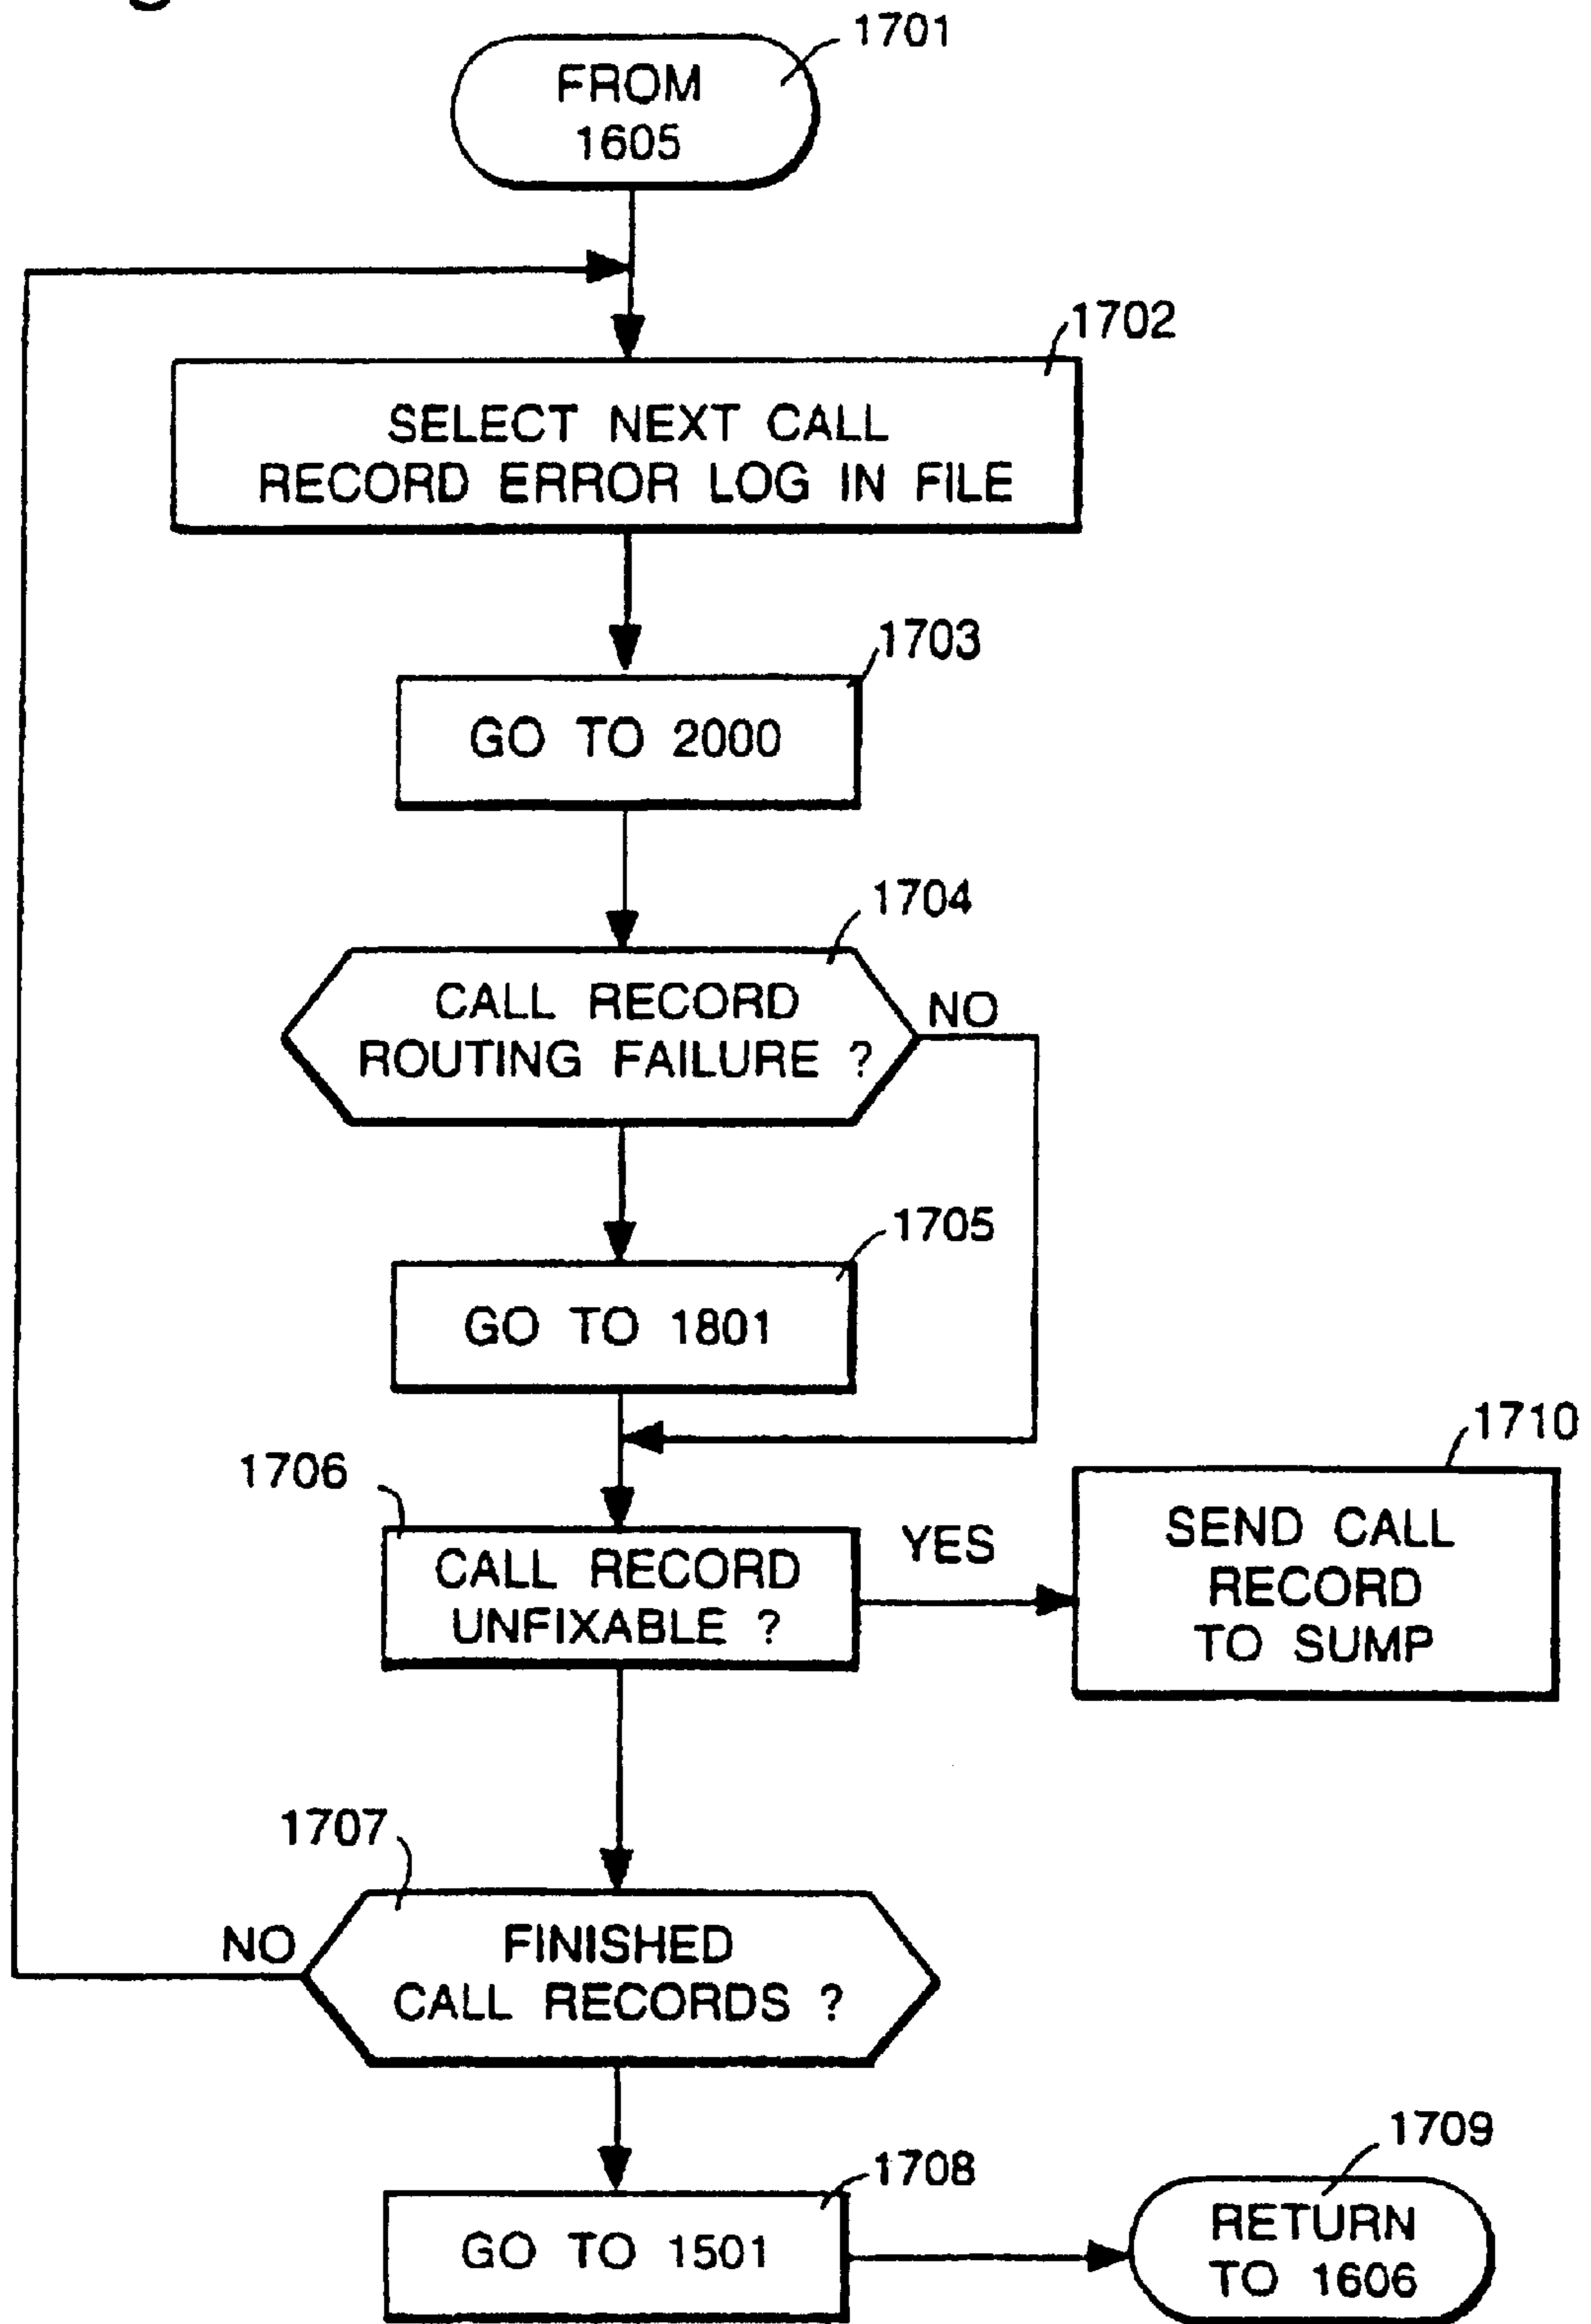 1701
FROM
1605
1702
SELECT NEXT CALL
RECORD ERROR LOG IN FILE
1703
GO TO 2000
1704
CALL RECORD
ROUTING FAILURE ?
NO
1705
GO TO 1801
1706
CALL RECORD
UNFIXABLE ?
YES
1710
SEND CALL
RECORD
TO SUMP
1707
NO
FINISHED
CALL RECORDS ?
1708
GO TO 1501
1709
RETURN
TO 1606